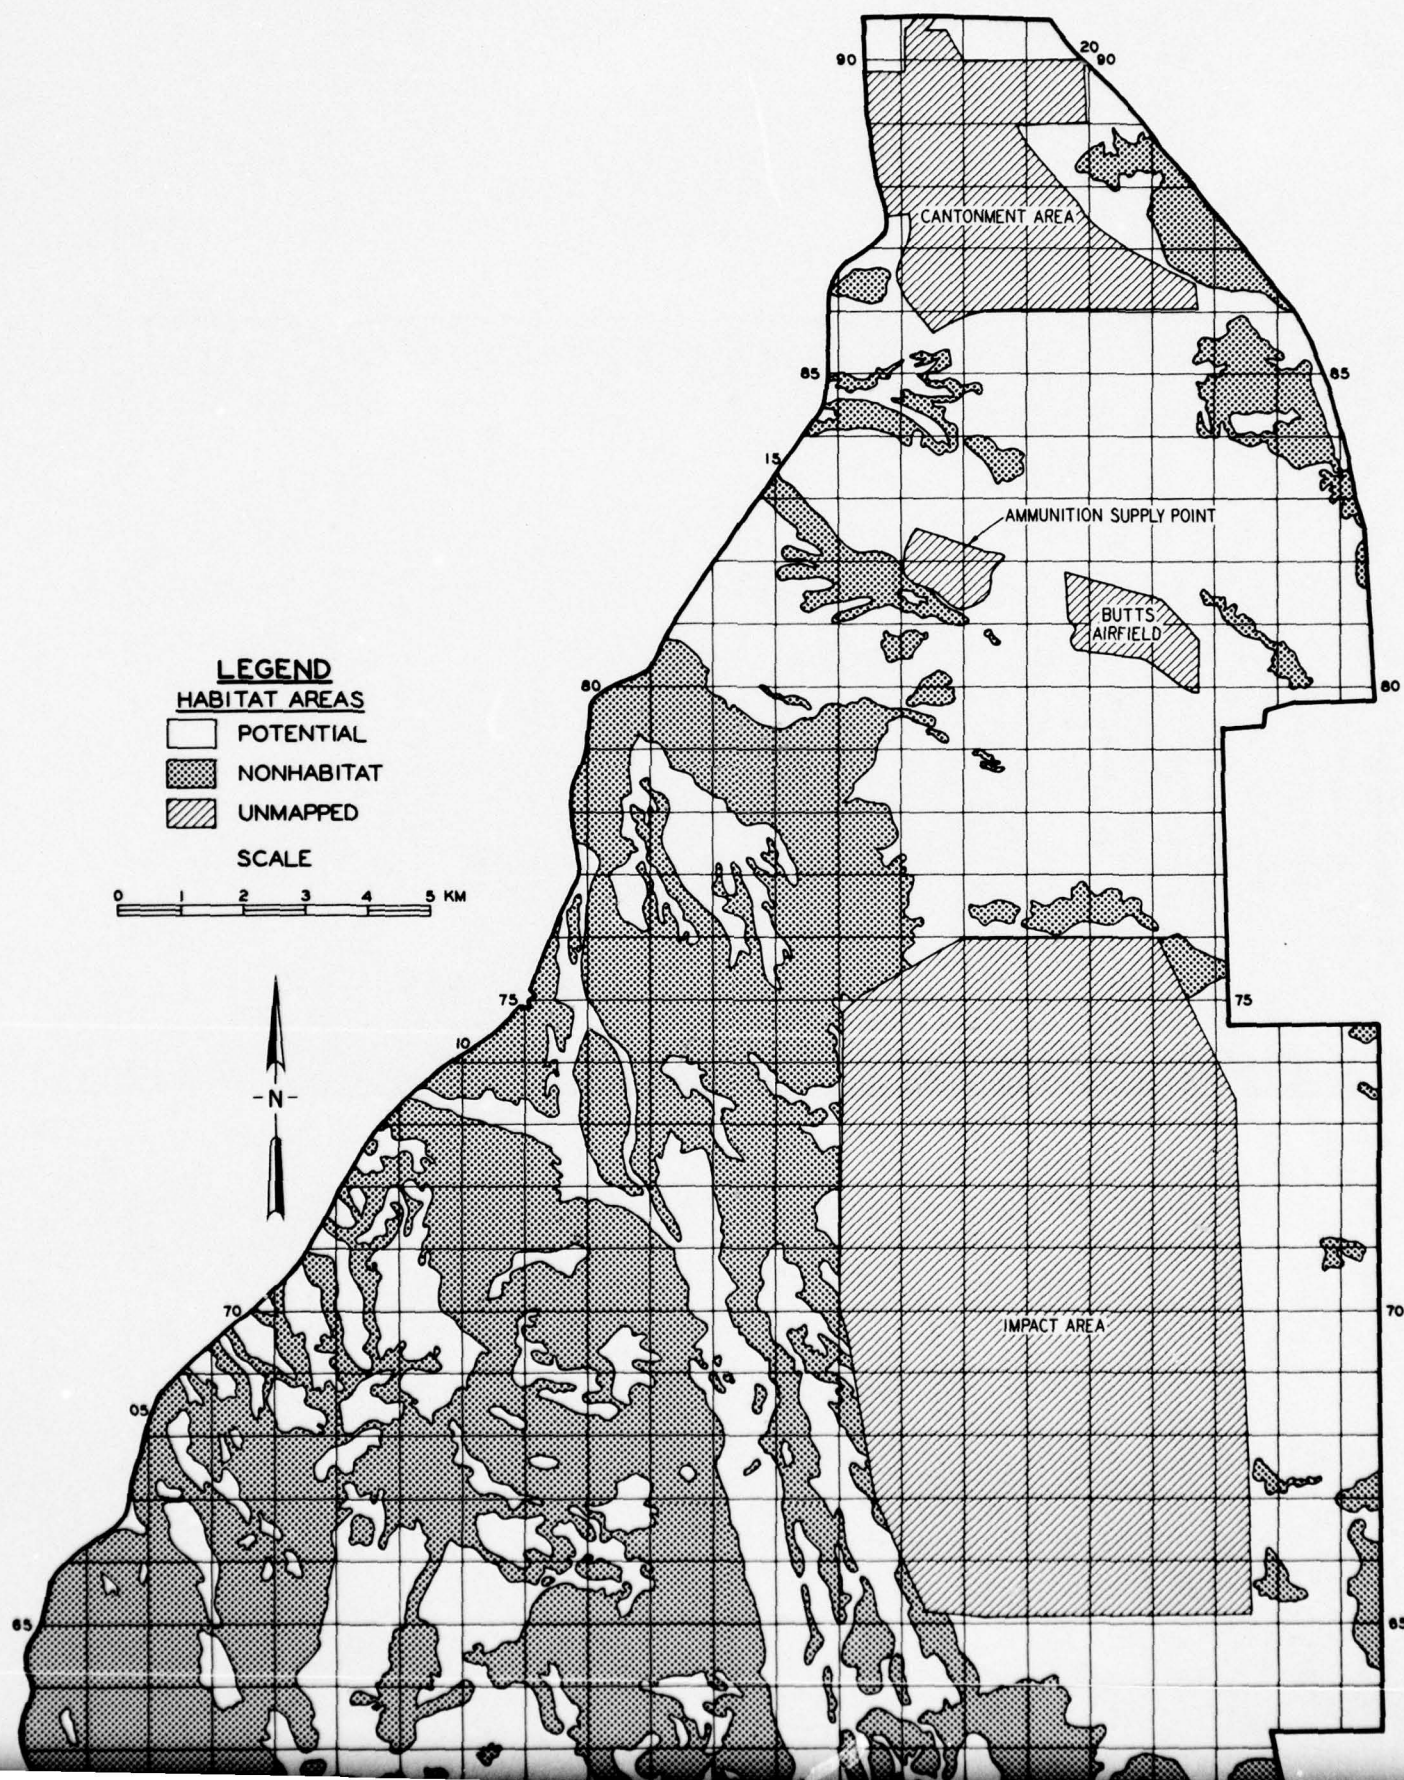 20
90
90
CANTONMENT AREA
85
85
15
AMMUNITION SUPPLY POINT
BUTTS
AIRFIELD
80
80
LEGEND
HABITAT AREAS
POTENTIAL
NONHABITAT
UNMAPPED
SCALE
0 1 2 3 4 5 KM
75
75
10
-N-
70
70
IMPACT AREA
05
65
65